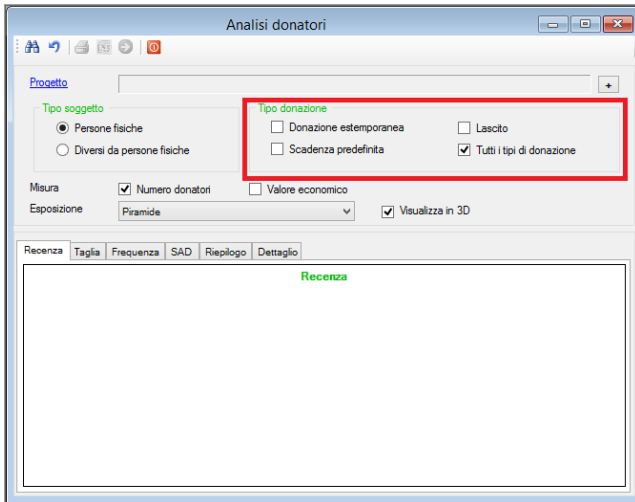 Analisi donatori
Progetto
+
Tipo soggetto
Tipo donazione
Persone fisiche
Donazione estemporanea
Lascito
Diversi da persone fisiche
Scadenza predefinita
Tutti i tipi di donazione
Misura
Numero donatori
Valore economico
Esposizione
Piramide
Visualizza in 3D
Recenza Taglia Frequenza SAD Riepilogo Dettaglio
Recenza